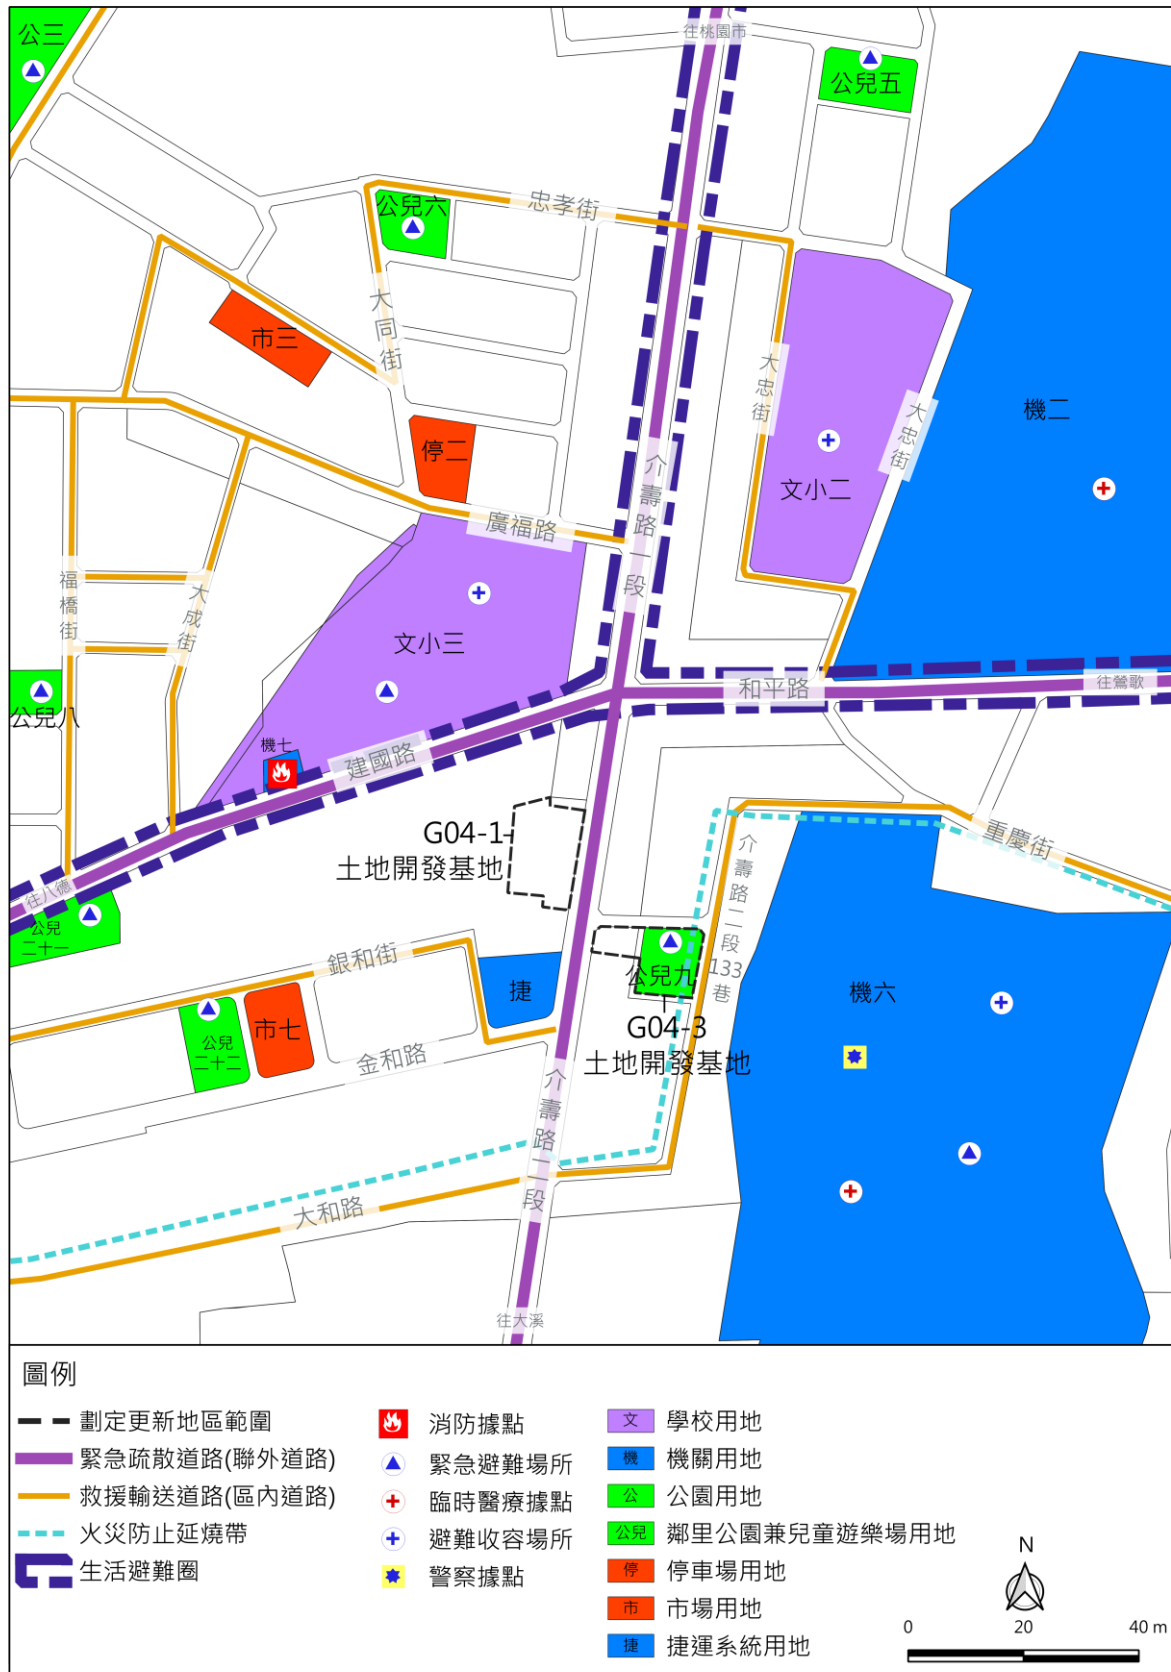 公三
往桃園市
公兒五
公兒六
忠孝街
大同街
市三
大忠街
大忠街
機二
停二
介壽路一段
文小二
廣福路
福橋街
大成街
文小三
和平路
往鶯歌
公兒八
機七
建國路
G04-1
土地開發基地
重慶街
介壽路二段133巷
往八德
公兒
二十一
銀和街
捷
公兒九
機六
G04-3
土地開發基地
公兒
二十二
市七
金和路
介壽路二段
大和路
往大溪
圖例
劃定更新地區範圍
緊急疏散道路(聯外道路)
救援輸送道路(區內道路)
火災防止延燒帶
生活避難圈
消防據點
緊急避難場所
臨時醫療據點
避難收容場所
警察據點
文 學校用地
機 機關用地
公 公園用地
公兒 鄰里公園兼兒童遊樂場用地
停 停車場用地
市 市場用地
捷 捷運系統用地
N
0 20 40 m